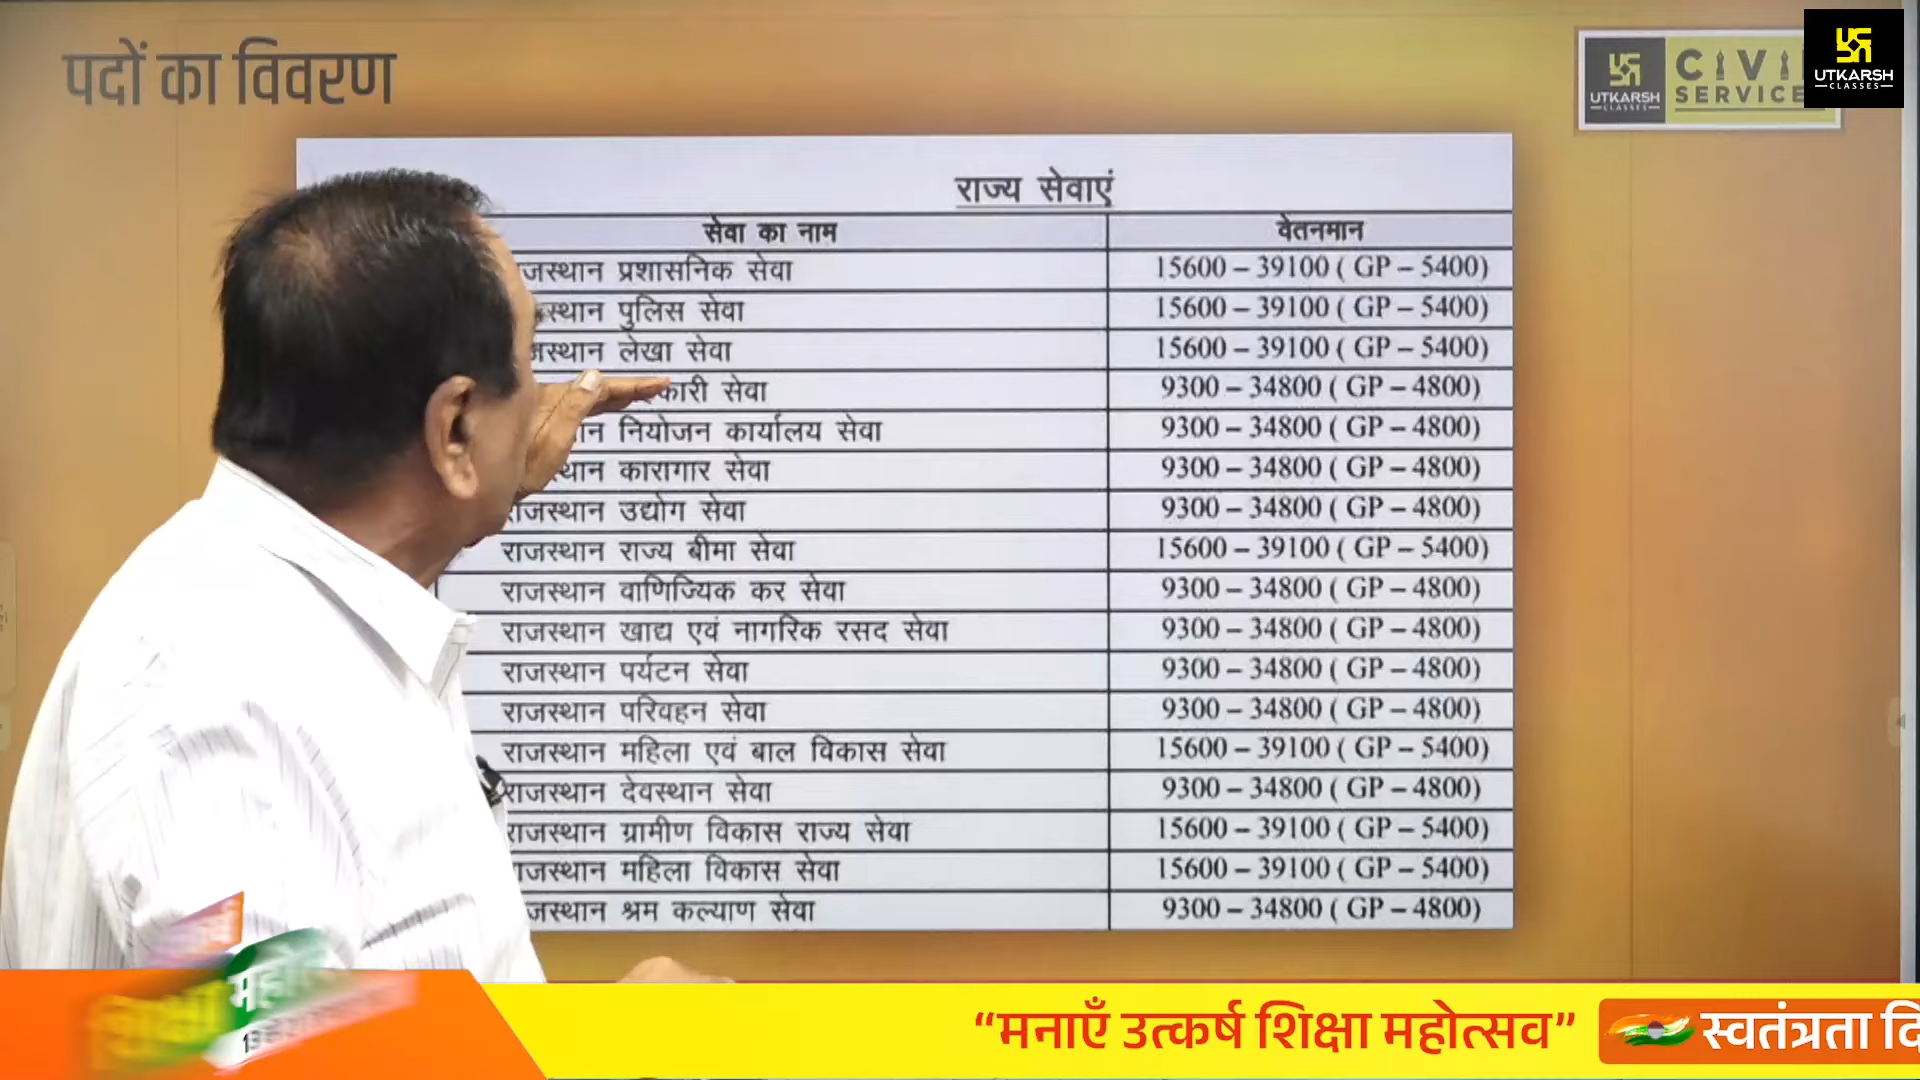 पदों का विवरण
UTKARSH
CLASSES
CIVI
SERVICE
UTKARSH
CLASSES
राज्य सेवाएं
सेवा का नाम वेतनमान
प्रशासनिक सेवा 15600 – 39100 ( GP – 5400)
पुलिस सेवा 15600 – 39100 ( GP – 5400)
लेखा सेवा 15600 – 39100 ( GP – 5400)
सेवा 9300 – 34800 ( GP – 4800)
नियोजन कार्यालय सेवा 9300 – 34800 ( GP – 4800)
कारागार सेवा 9300 – 34800 ( GP – 4800)
राजस्थान उद्योग सेवा 9300 – 34800 ( GP – 4800)
राजस्थान राज्य बीमा सेवा 15600 – 39100 ( GP – 5400)
राजस्थान वाणिज्यिक कर सेवा 9300 – 34800 ( GP – 4800)
राजस्थान खाद्य एवं नागरिक रसद सेवा 9300 – 34800 ( GP – 4800)
राजस्थान पर्यटन सेवा 9300 – 34800 ( GP – 4800)
राजस्थान परिवहन सेवा 9300 – 34800 ( GP – 4800)
राजस्थान महिला एवं बाल विकास सेवा 15600 – 39100 ( GP – 5400)
राजस्थान देवस्थान सेवा 9300 – 34800 ( GP – 4800)
राजस्थान ग्रामीण विकास राज्य सेवा 15600 – 39100 ( GP – 5400)
महिला विकास सेवा 15600 – 39100 ( GP – 5400)
श्रम कल्याण सेवा 9300 – 34800 ( GP – 4800)
शिक्षा
“मनाएँ उत्कर्ष शिक्षा महोत्सव” स्वतंत्रता दि